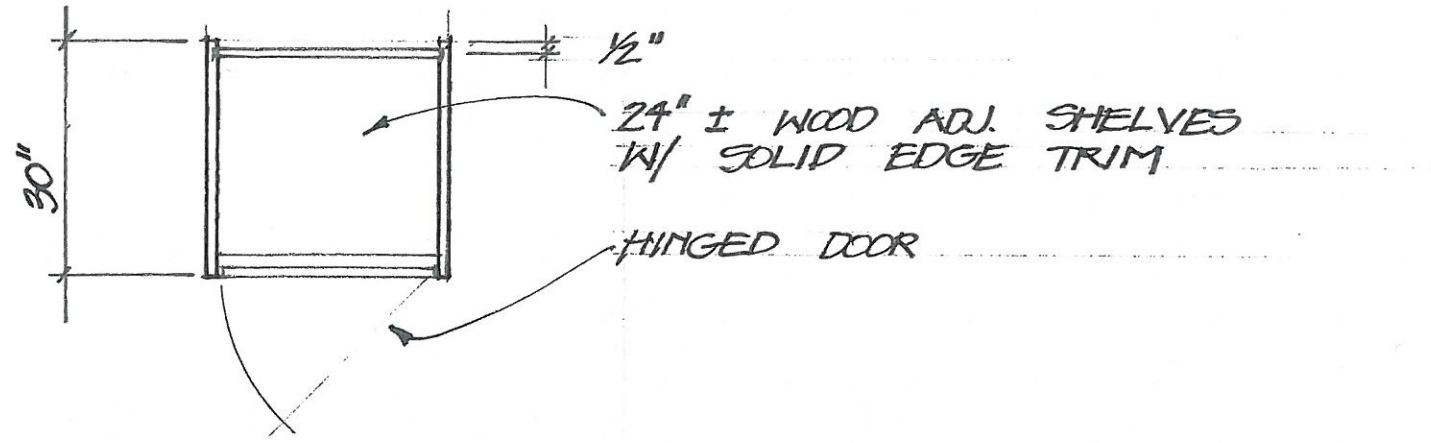 1/2"
24" ± WOOD ADJ. SHELVES
W/ SOLID EDGE TRIM
30"
HINGED DOOR